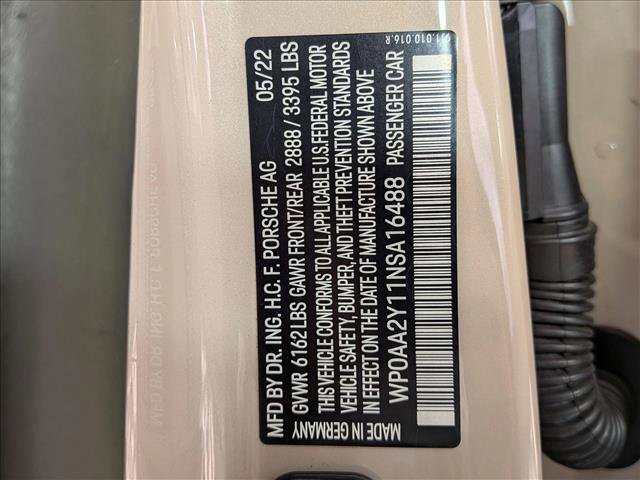 MFD BY DR. ING. H.C. F. PORSCHE AG 05/22
GVWR 6162 LBS GAWR FRONT/REAR 2888 / 3395 LBS
THIS VEHICLE CONFORMS TO ALL APPLICABLE U.S. FEDERAL MOTOR
VEHICLE SAFETY, BUMPER, AND THEFT PREVENTION STANDARDS
IN EFFECT ON THE DATE OF MANUFACTURE SHOWN ABOVE
MADE IN GERMANY
WP0AA2Y11NSA16488 PASSENGER CAR